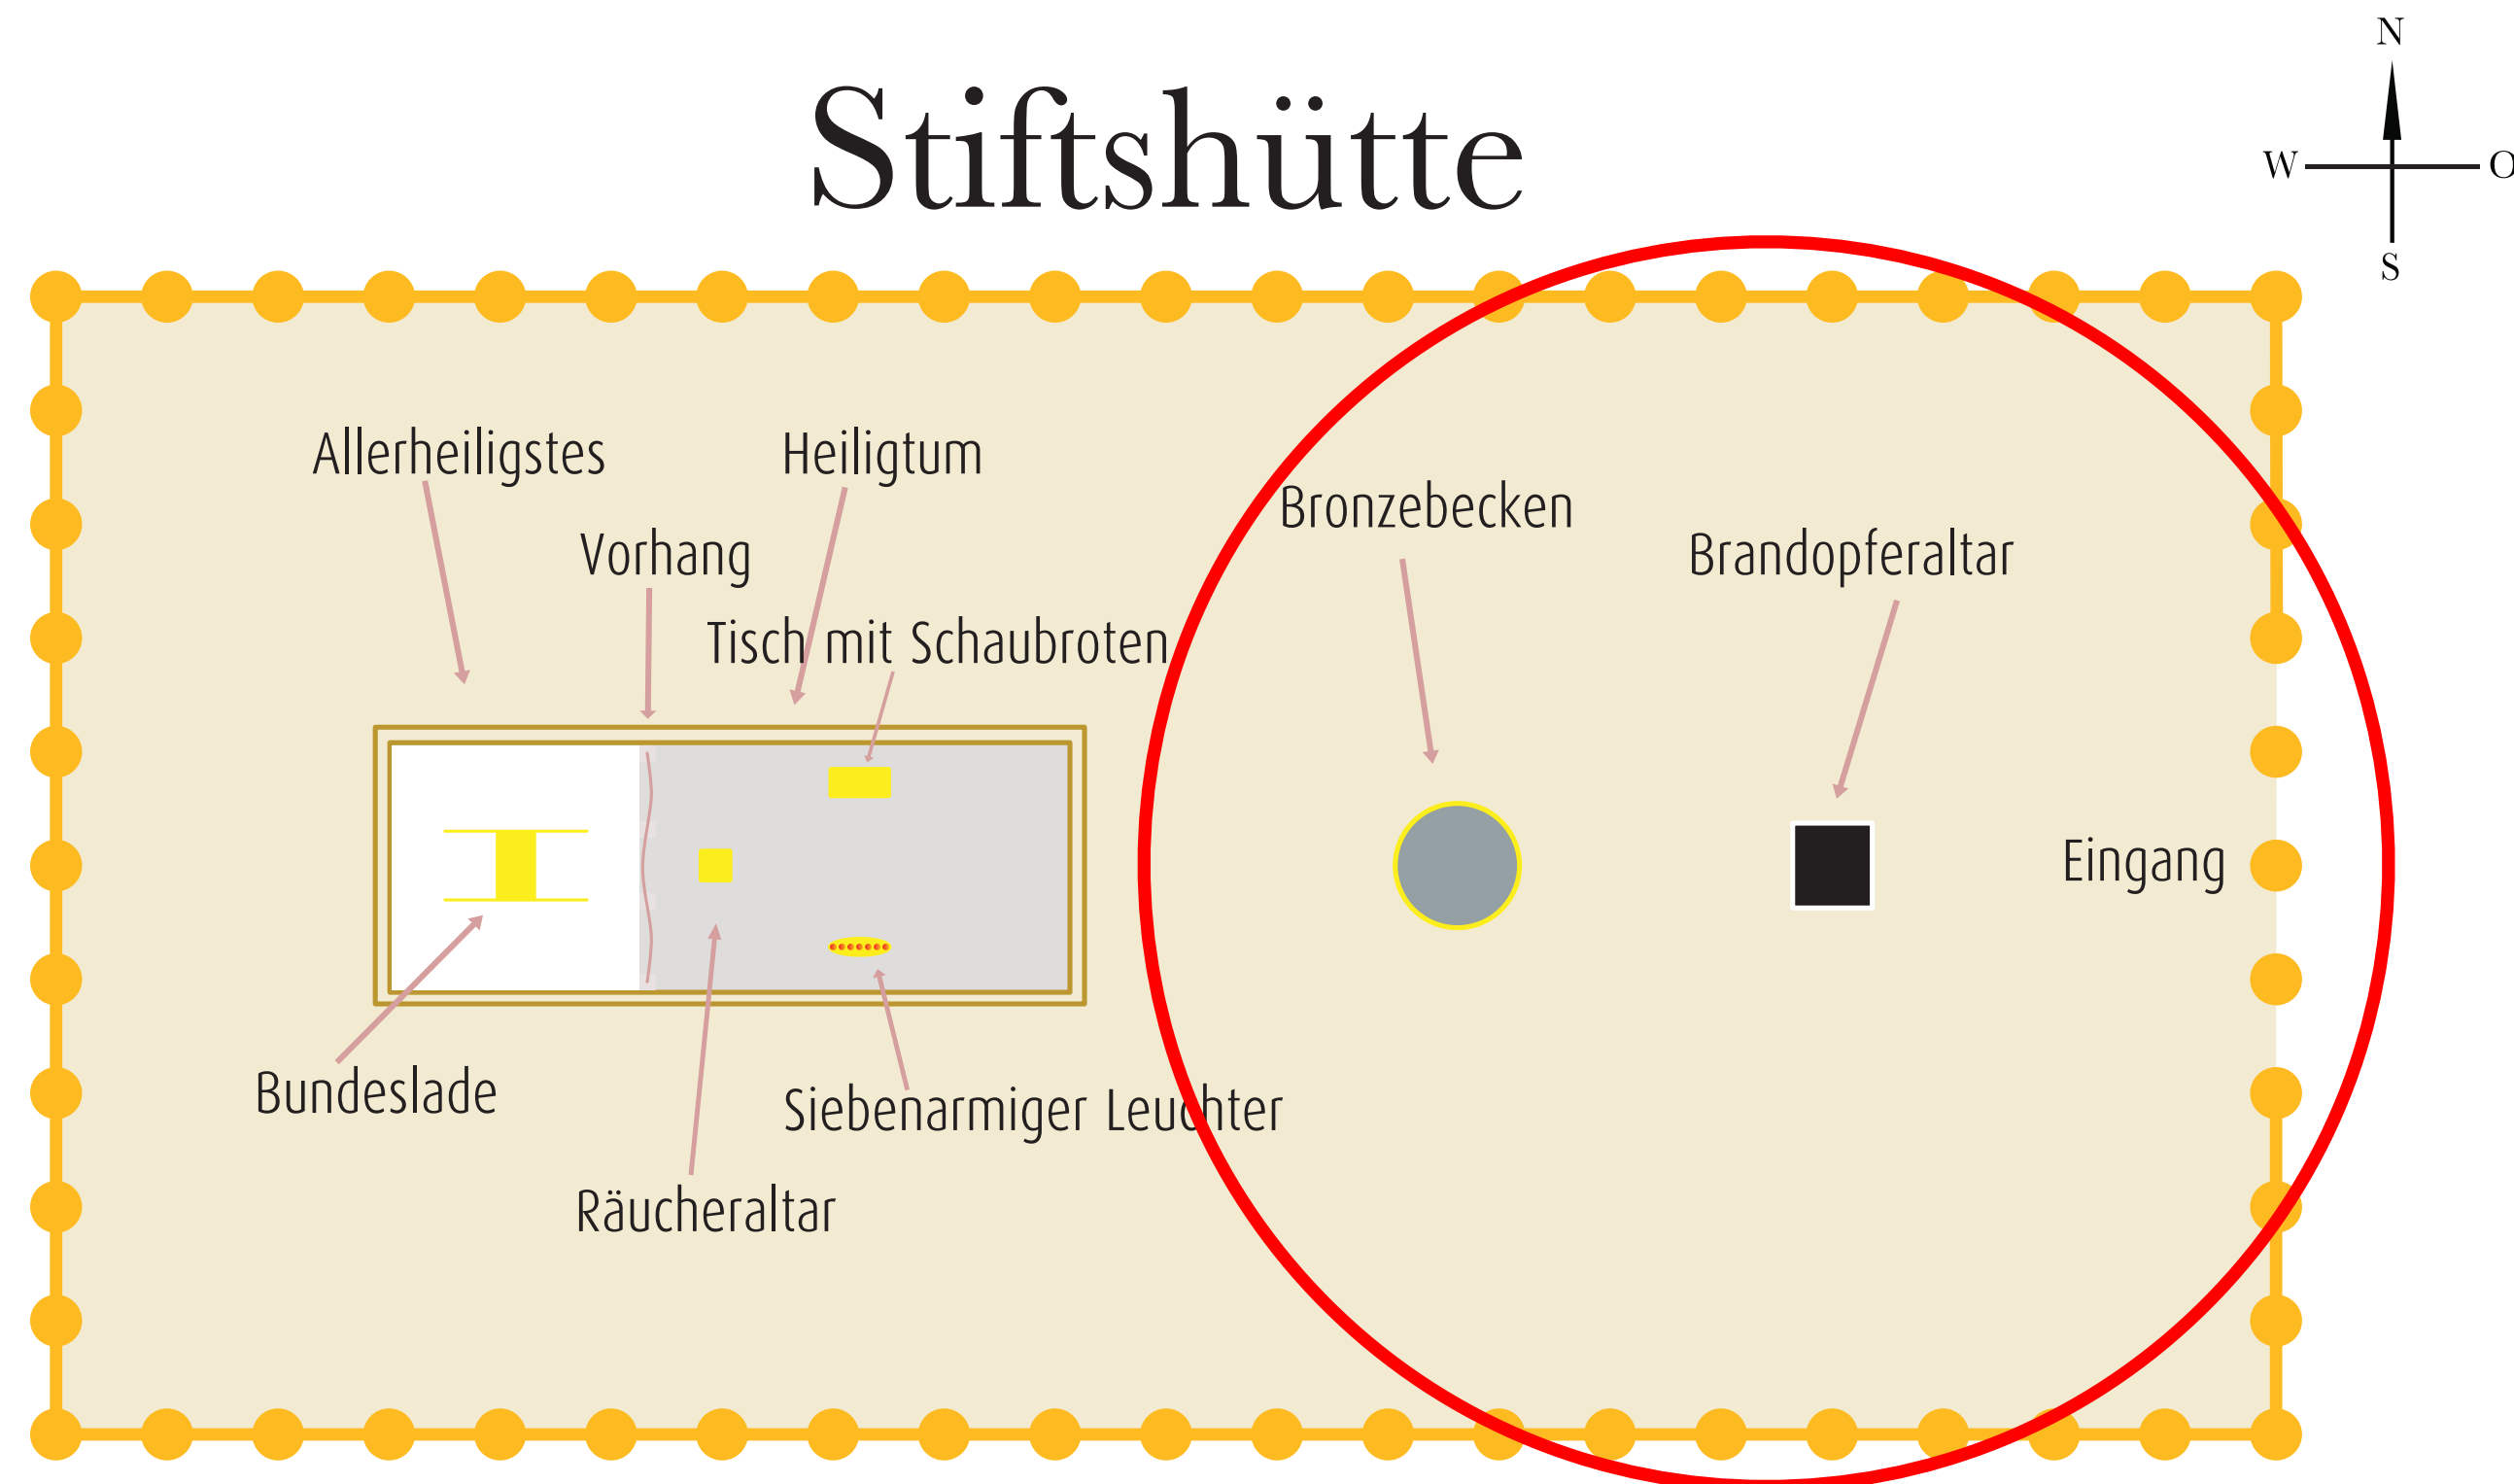 Stiftshütte
N
W
O
S
Allerheiligstes
Heiligtum
Vorhang
Tisch mit Schaubroten
Bronzebecken
Brandopferaltar
Eingang
Bundeslade
Siebenarmiger Leuchter
Räucheraltar